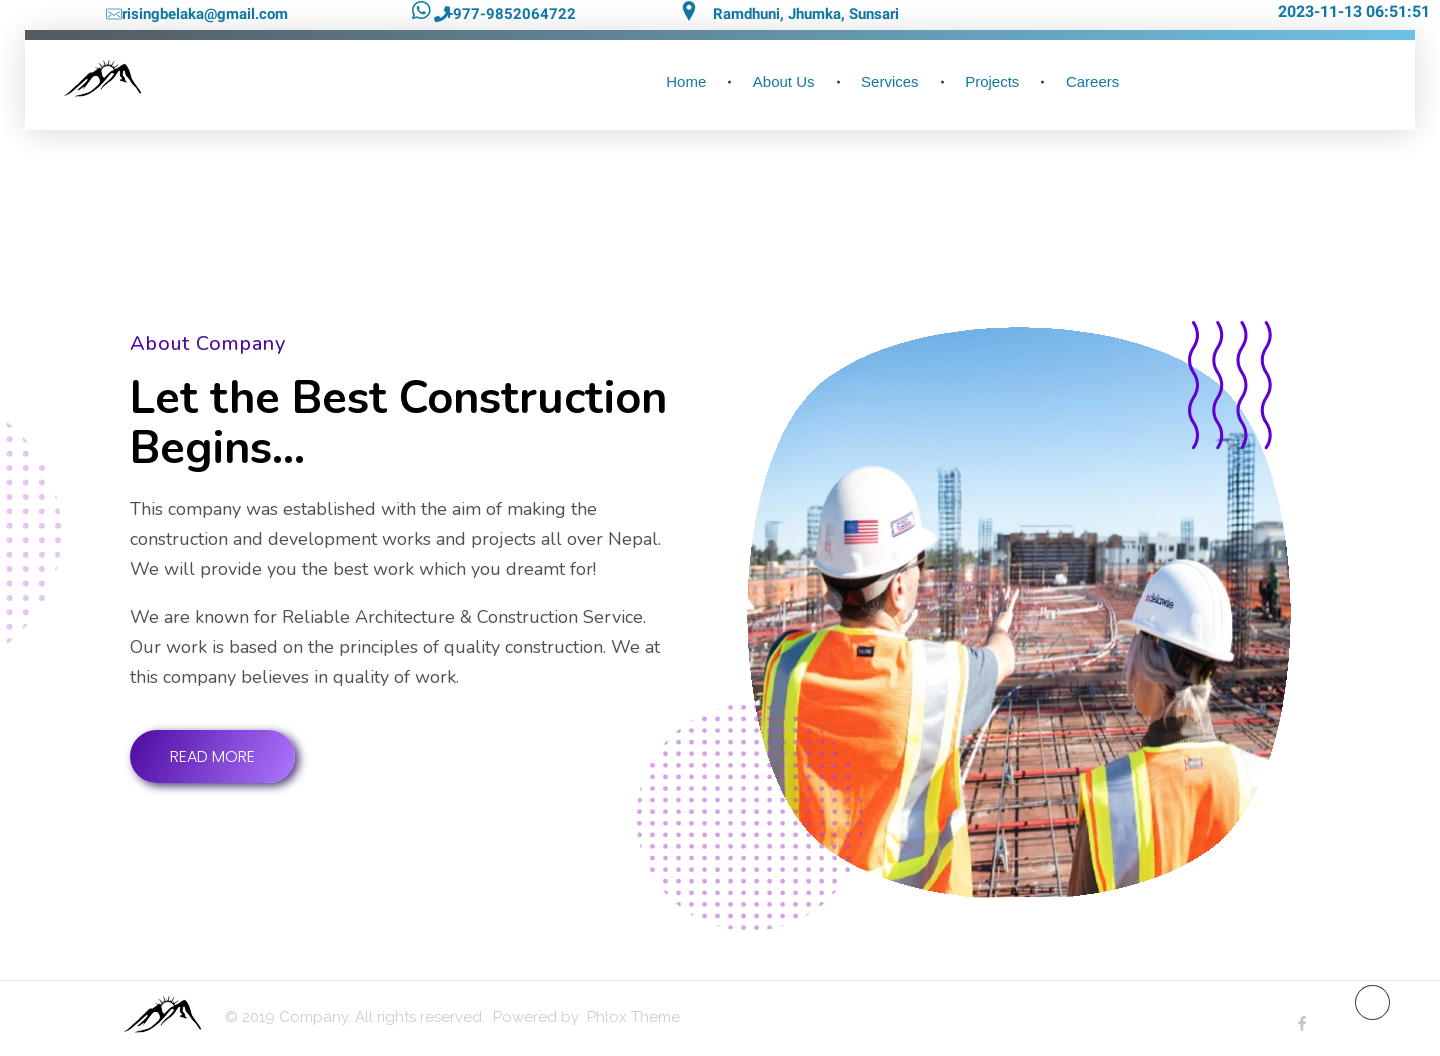 risingbelaka@gmail.com
+977-9852064722
Ramdhuni, Jhumka, Sunsari
2023-11-13 06:51:51
Home
About Us
Services
Projects
Careers
About Company
Let the Best Construction
Begins...
This company was established with the aim of making the
construction and development works and projects all over Nepal.
We will provide you the best work which you dreamt for!
We are known for Reliable Architecture & Construction Service.
Our work is based on the principles of quality construction. We at
this company believes in quality of work.
READ MORE
delawie
© 2019 Company. All rights reserved. Powered by Phlox Theme